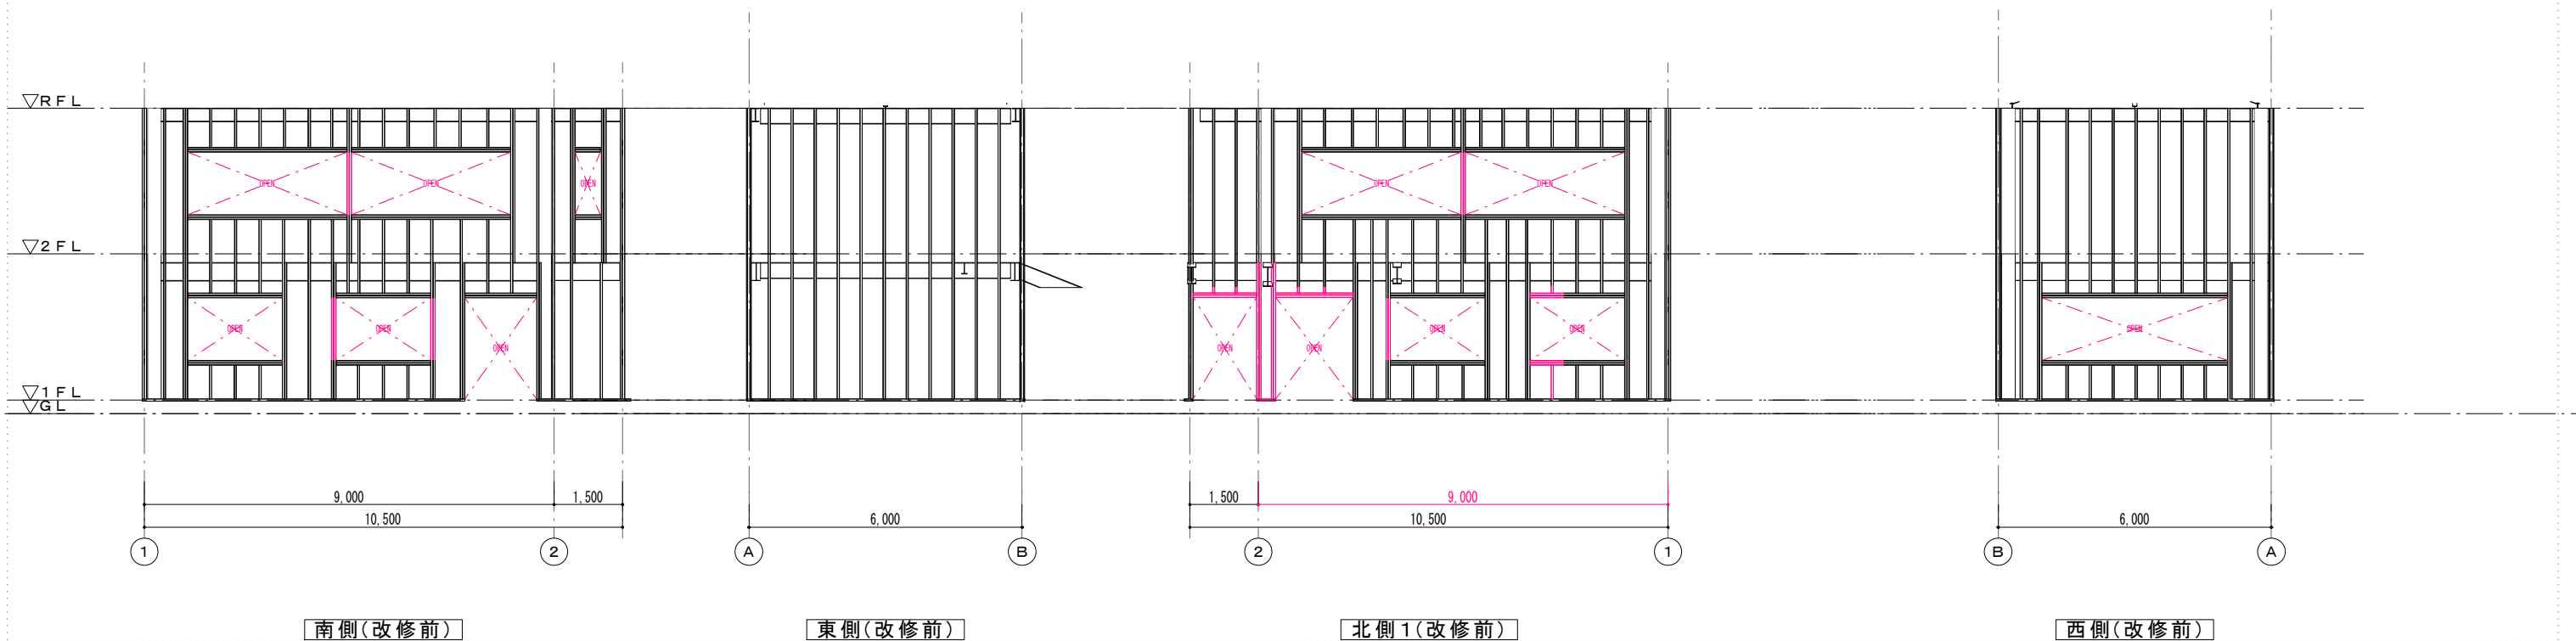 ▽RFL
OPEN OPEN OPEN OPEN OPEN
▽2FL
OPEN OPEN OPEN OPEN OPEN OPEN OPEN OPEN
▽1FL
▽GL
9,000 1,500 1,500 9,000
10,500 6,000 10,500 6,000
1 2 A B 2 1 B A
南側(改修前) 東側(改修前) 北側1(改修前) 西側(改修前)